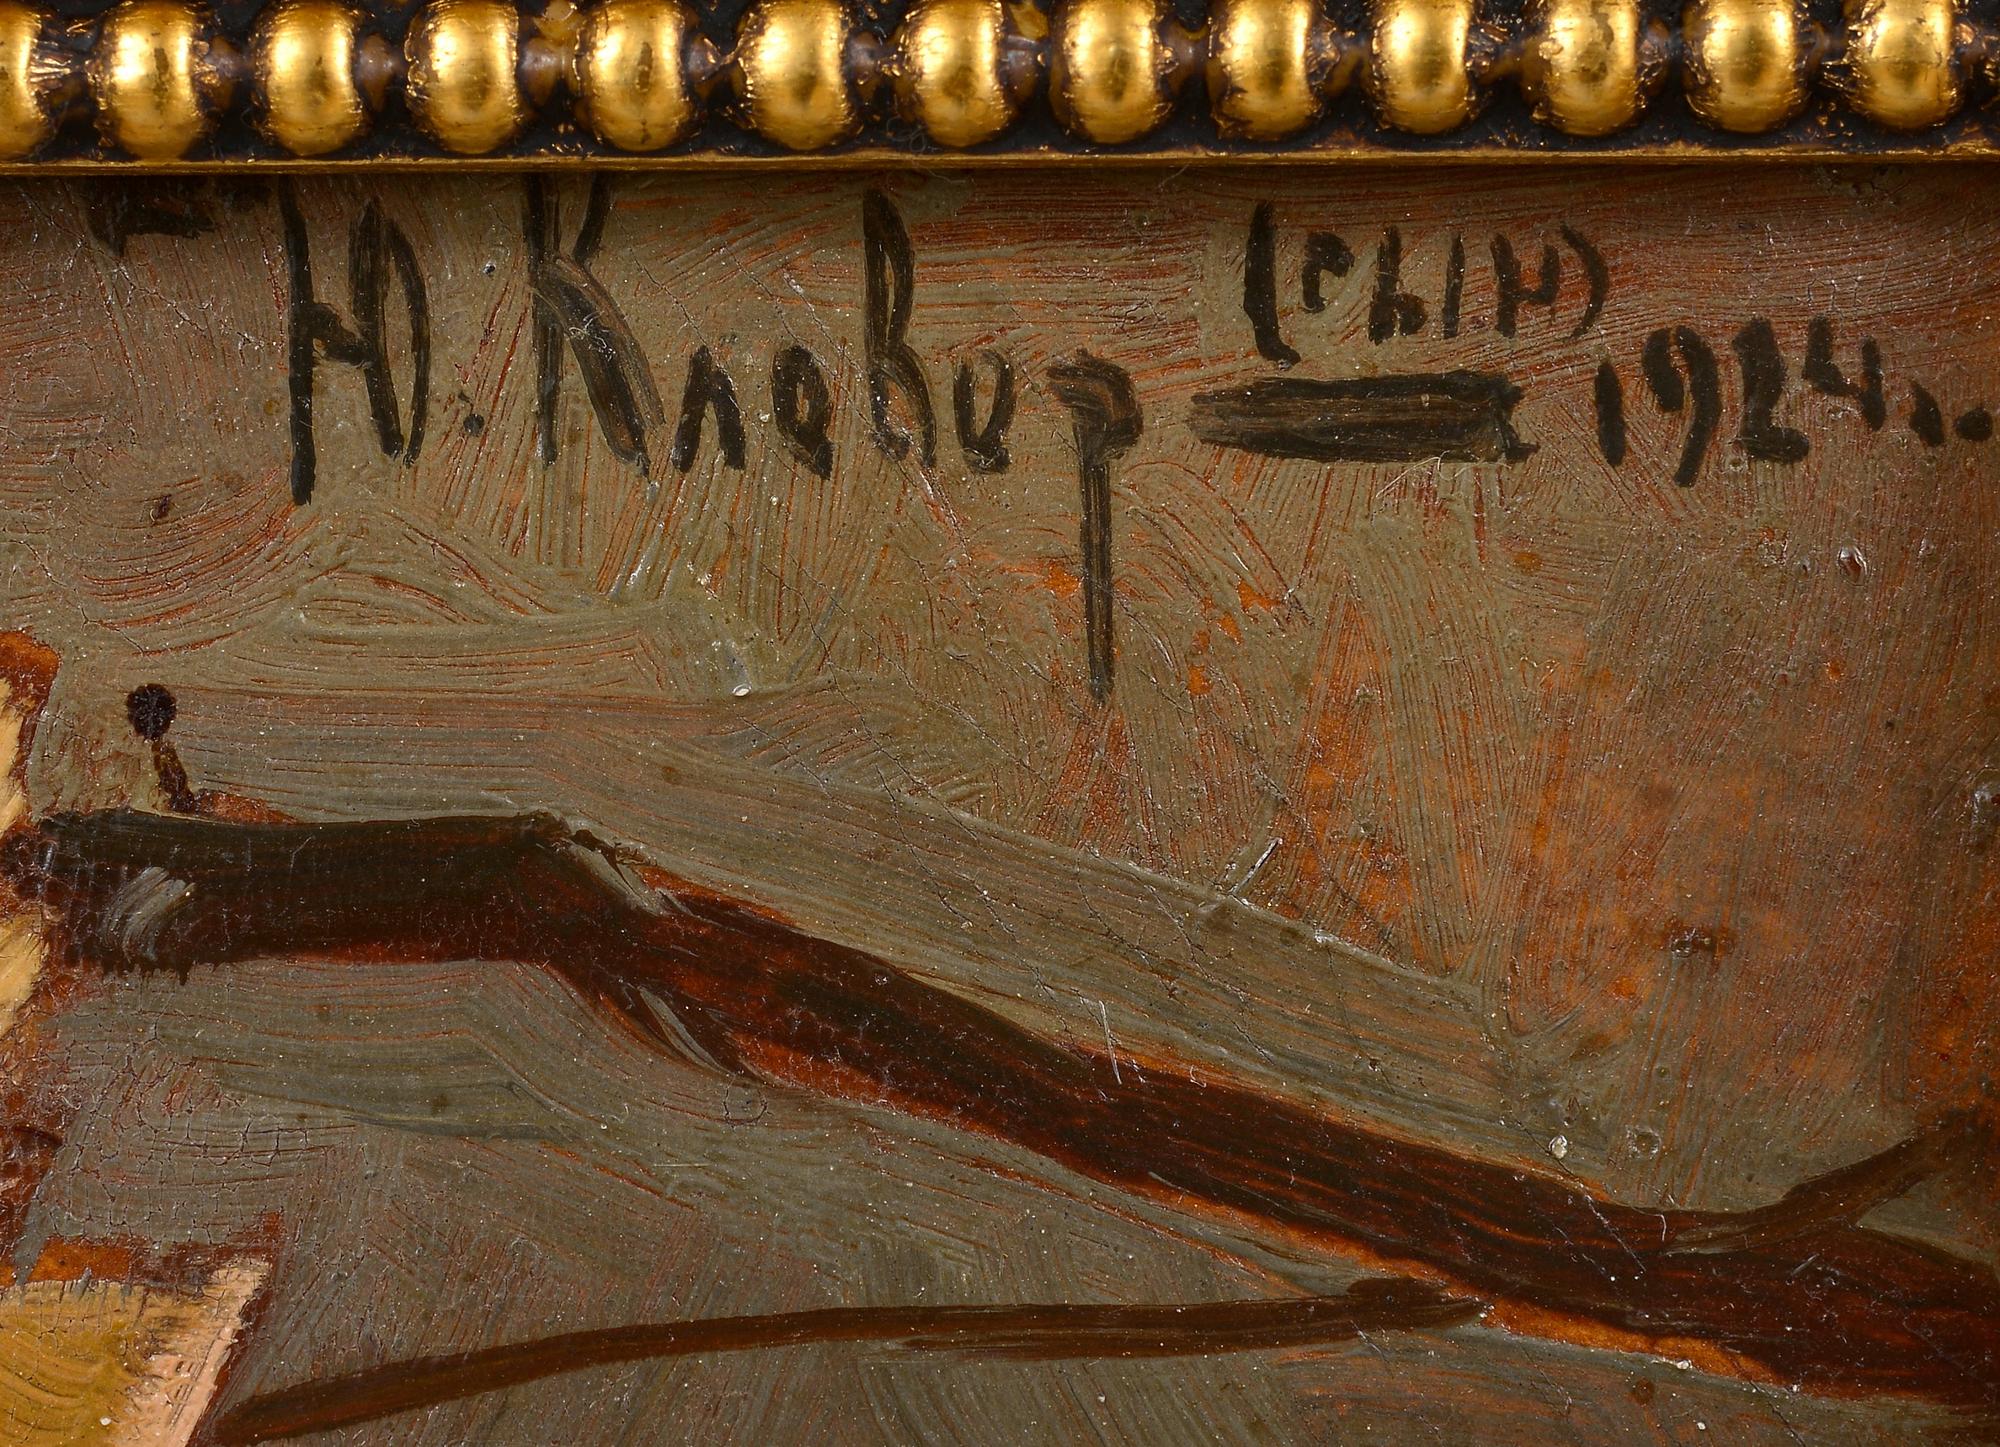 Ю. Клевер (сын) 1924 г.